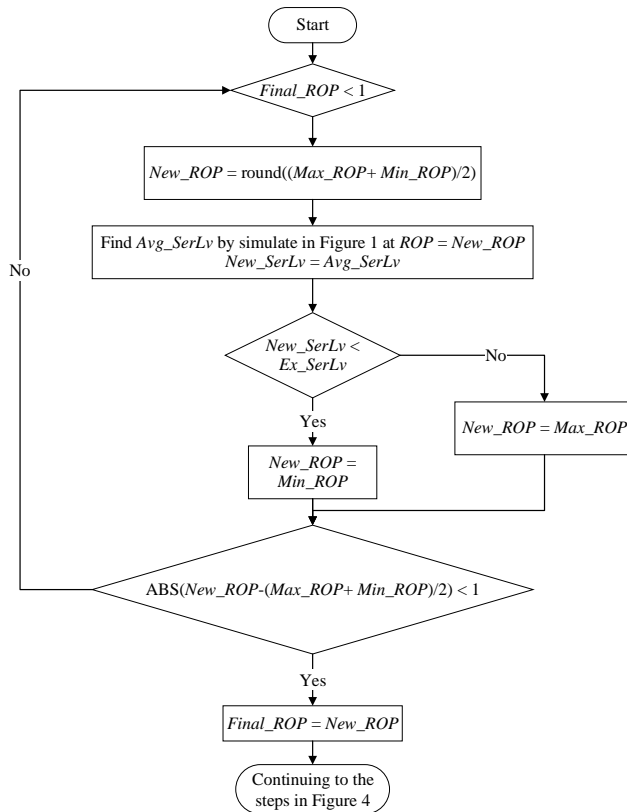 Start
Final_ROP < 1
New_ROP = round((Max_ROP+ Min_ROP)/2)
Find Avg_SerLv by simulate in Figure 1 at ROP = New_ROP
New_SerLv = Avg_SerLv
No
New_SerLv <
Ex_SerLv
No
Yes
New_ROP = Max_ROP
New_ROP =
Min_ROP
ABS(New_ROP-(Max_ROP+ Min_ROP)/2) < 1
Yes
Final_ROP = New_ROP
Continuing to the
steps in Figure 4